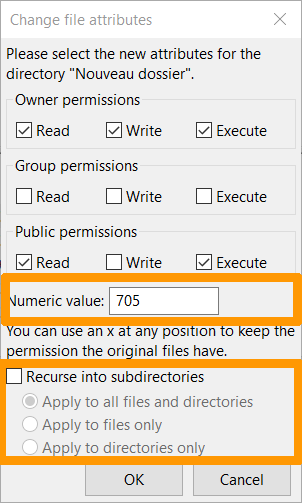 Change file attributes
Please select the new attributes for the
directory "Nouveau dossier".
Owner permissions
Read Write Execute
Group permissions
Read Write Execute
Public permissions
Read Write Execute
Numeric value: 705
You can use an x at any position to keep the
permission the original files have.
Recurse into subdirectories
Apply to all files and directories
Apply to files only
Apply to directories only
OK Cancel